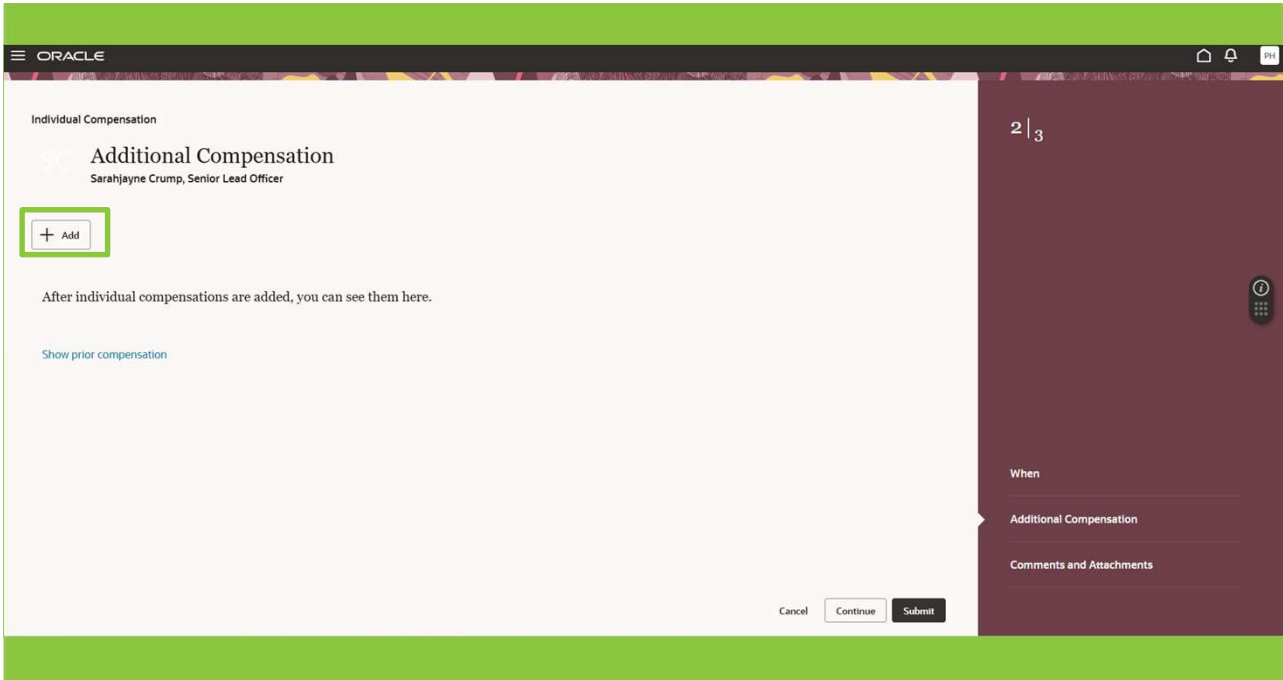 ORACLE
PH
Individual Compensation
Additional Compensation
Sarahjayne Crump, Senior Lead Officer
+ Add
After individual compensations are added, you can see them here.
Show prior compensation
Cancel
Continue
Submit
2|3
When
Additional Compensation
Comments and Attachments